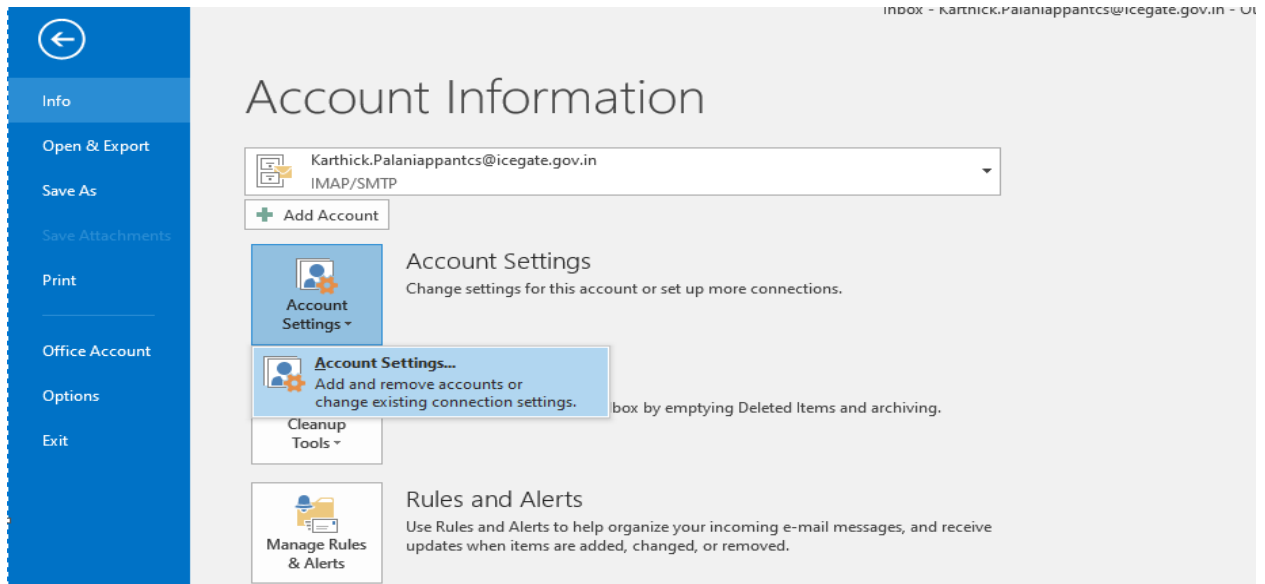 Inbox - Karthick.Palaniappantcs@icegate.gov.in - Ou
Info
Open & Export
Save As
Save Attachments
Print
Office Account
Options
Exit
Account Information
Karthick.Palaniappantcs@icegate.gov.in
IMAP/SMTP
Add Account
Account
Settings
Account Settings
Change settings for this account or set up more connections.
Account Settings...
Add and remove accounts or
change existing connection settings.
box by emptying Deleted Items and archiving.
Cleanup
Tools
Manage Rules
& Alerts
Rules and Alerts
Use Rules and Alerts to help organize your incoming e-mail messages, and receive
updates when items are added, changed, or removed.